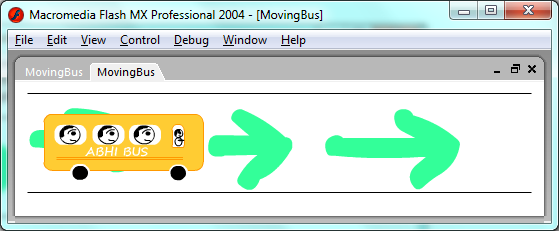 Macromedia Flash MX Professional 2004 - [MovingBus]
File Edit View Control Debug Window Help
MovingBus MovingBus
ABHI BUS